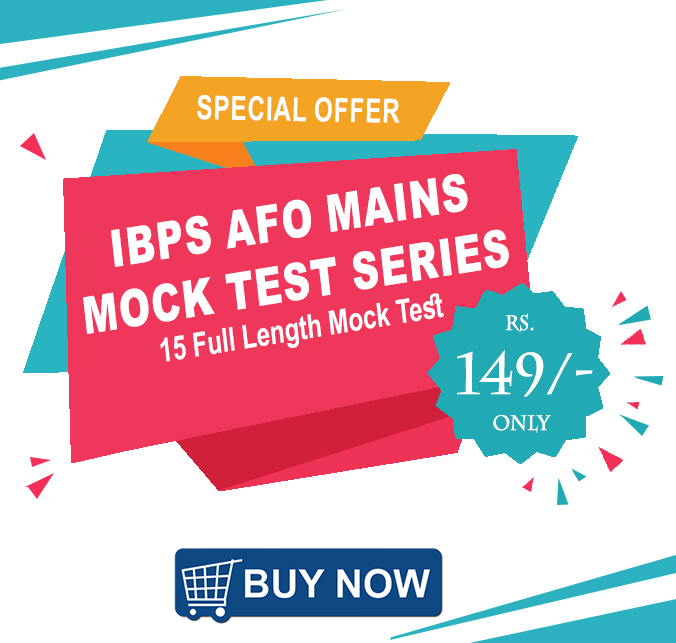 SPECIAL OFFER
IBPS AFO MAINS
MOCK TEST SERIES
15 Full Length Mock Test
RS.
149/-
ONLY
BUY NOW